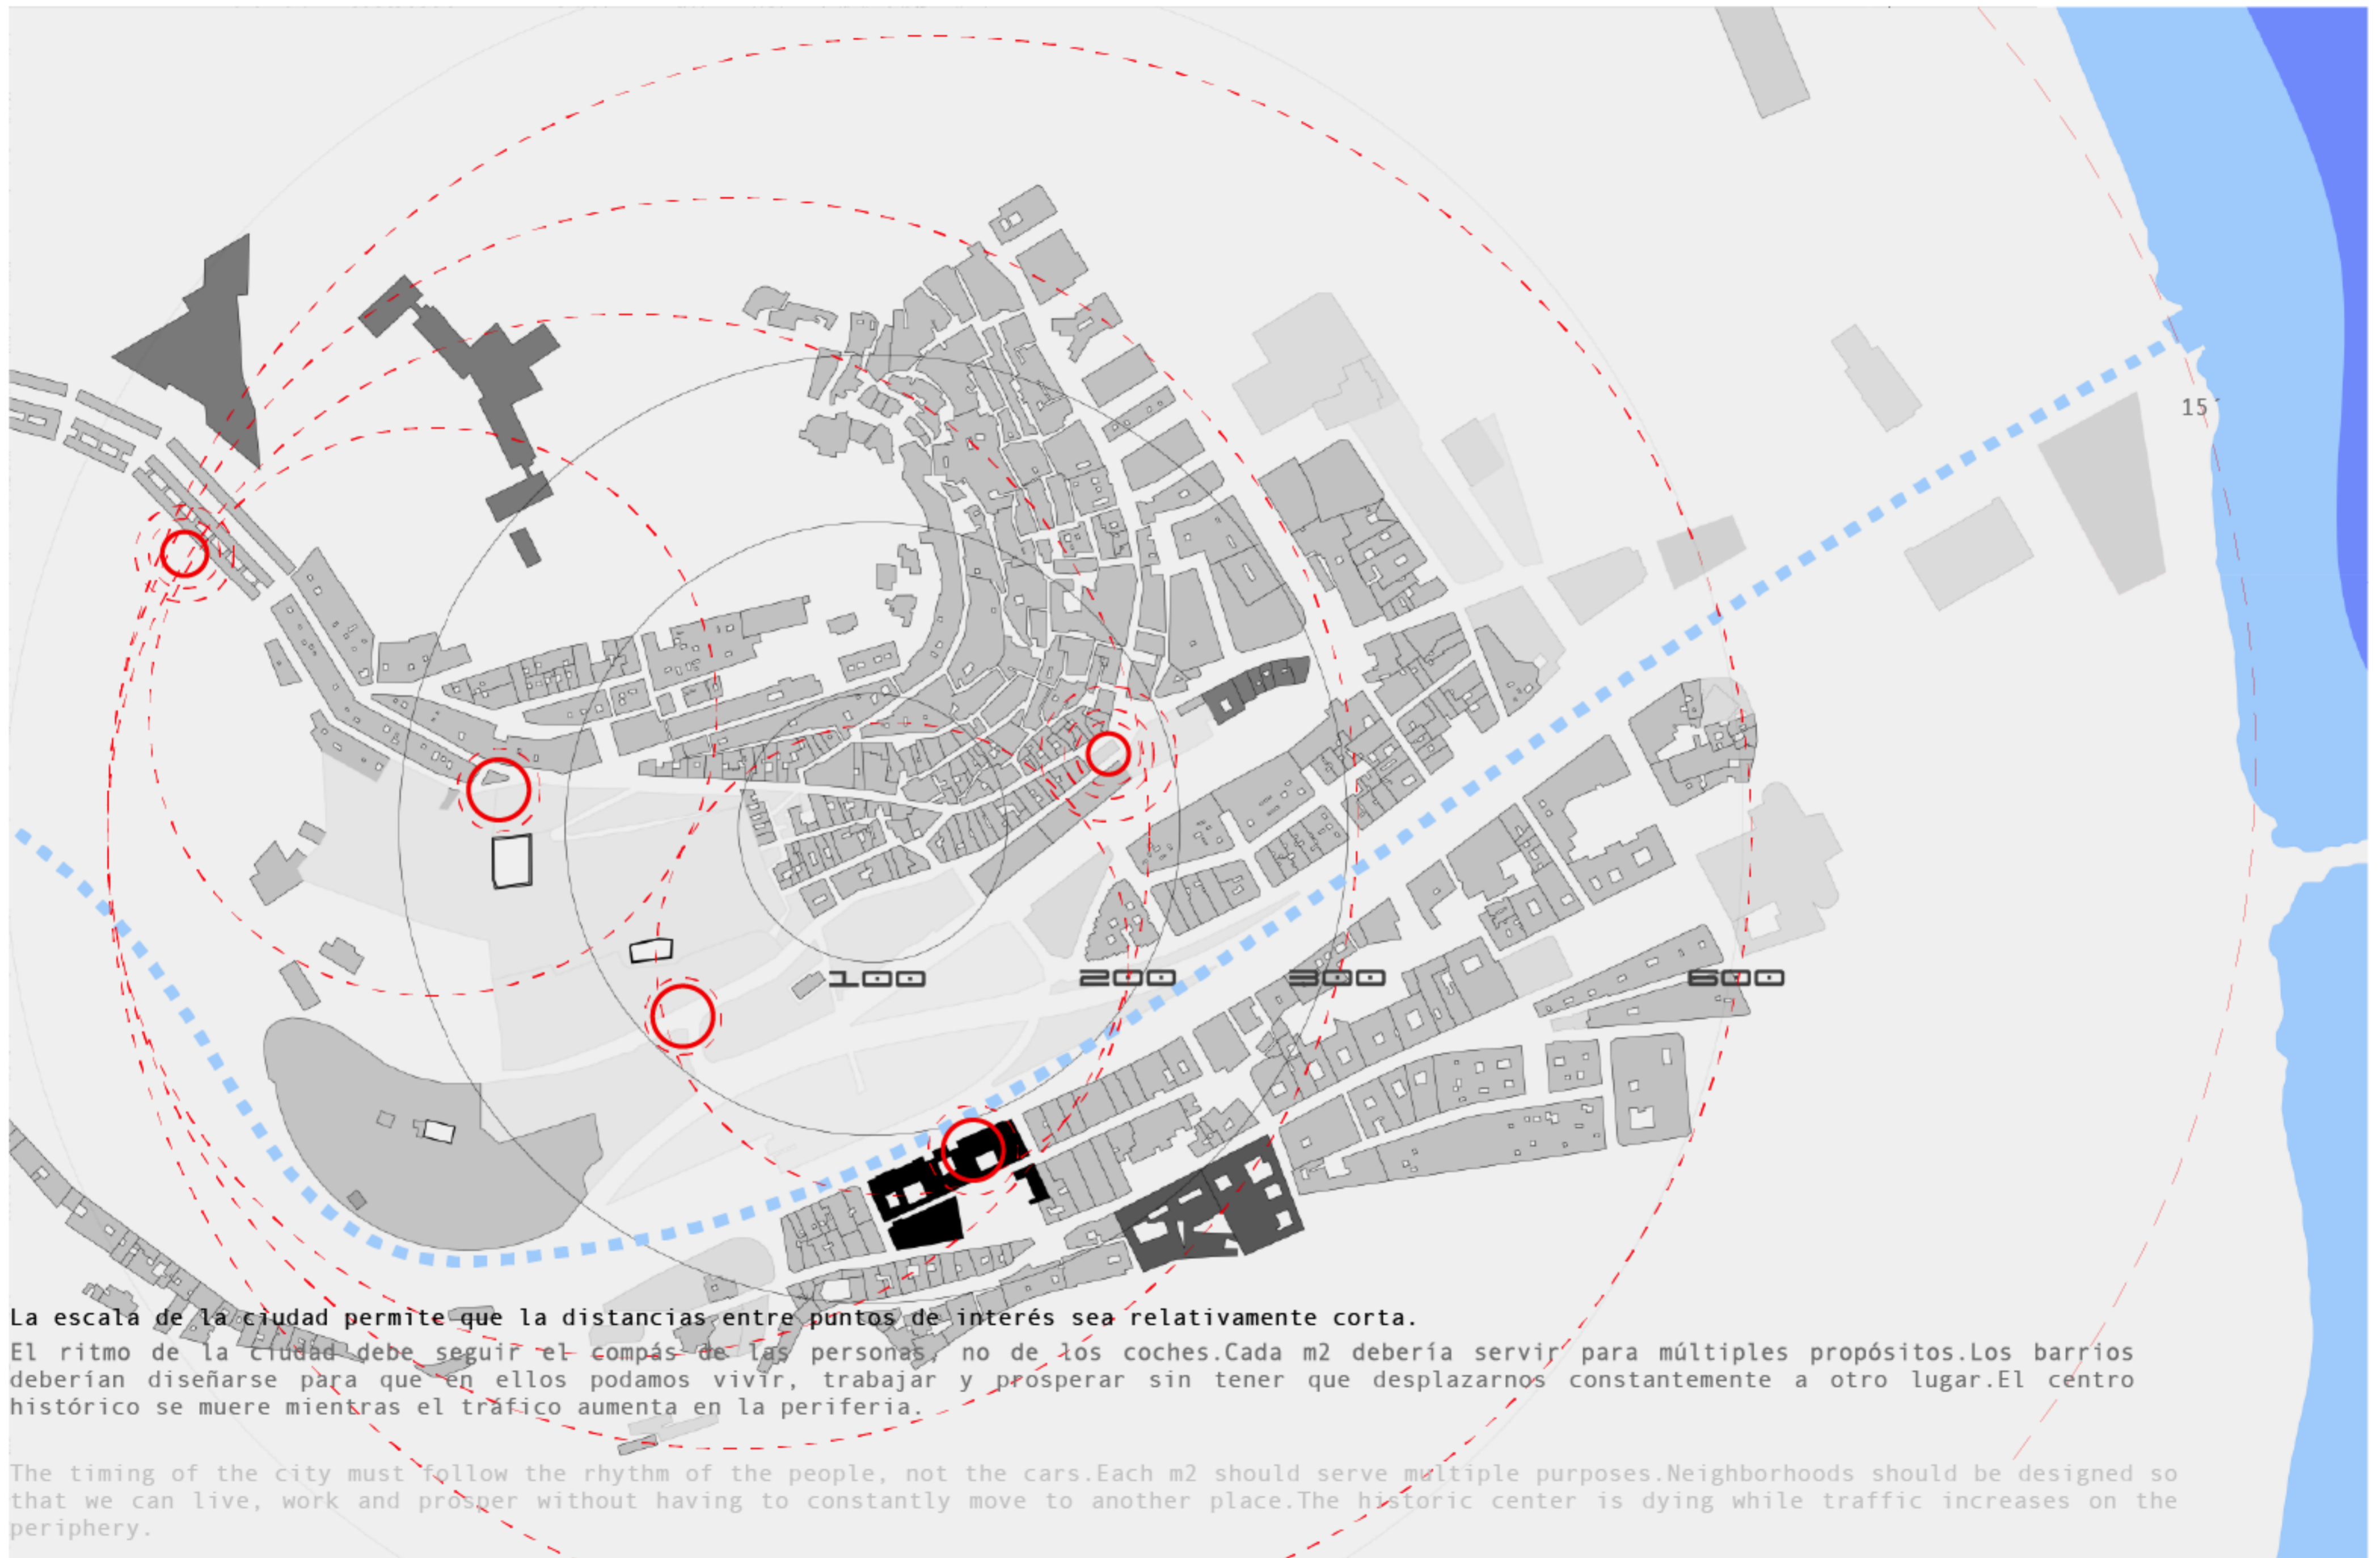 15´
100 200 300 600
La escala de la ciudad permite que la distancias entre puntos de interés sea relativamente corta.
El ritmo de la ciudad debe seguir el compás de las personas, no de los coches.Cada m2 debería servir para múltiples propósitos.Los barrios
deberían diseñarse para que en ellos podamos vivir, trabajar y prosperar sin tener que desplazarnos constantemente a otro lugar.El centro
histórico se muere mientras el tráfico aumenta en la periferia.
The timing of the city must follow the rhythm of the people, not the cars.Each m2 should serve multiple purposes.Neighborhoods should be designed so
that we can live, work and prosper without having to constantly move to another place.The historic center is dying while traffic increases on the
periphery.